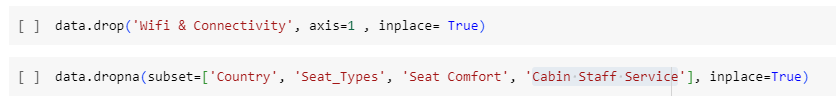 [ ] data.drop('Wifi & Connectivity', axis=1 , inplace= True)
[ ] data.dropna(subset=['Country', 'Seat_Types', 'Seat Comfort', 'Cabin Staff Service'], inplace=True)